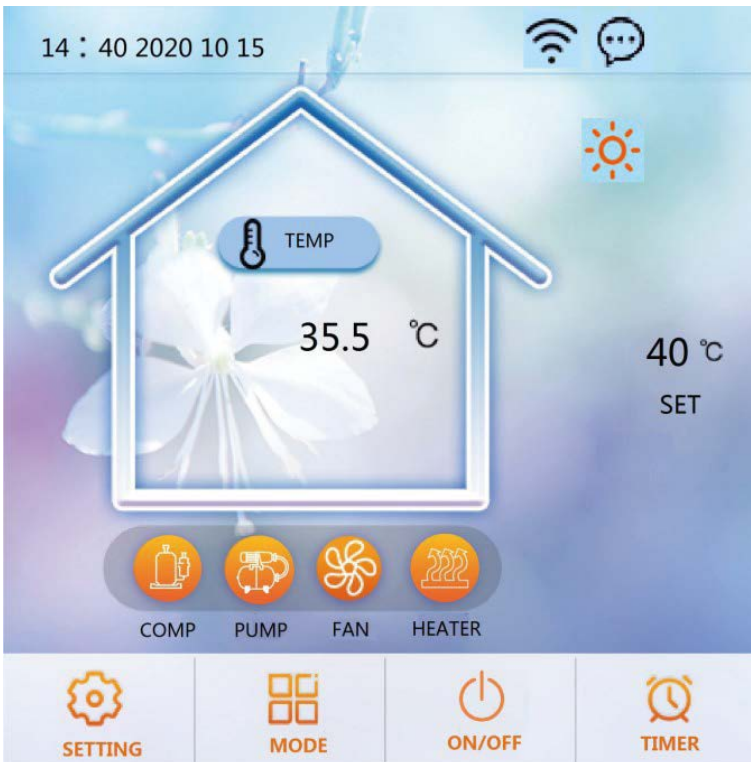 14：40 2020 10 15
TEMP
35.5 ℃
40 ℃
SET
COMP PUMP FAN HEATER
SETTING MODE ON/OFF TIMER